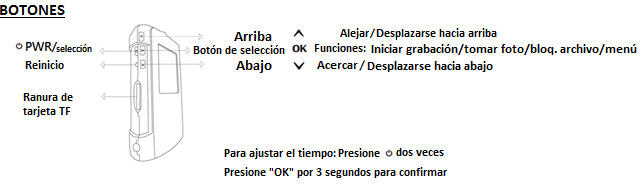 BOTONES
Arriba ∧ Alejar/Desplazarse hacia arriba
⏻ PWR/selección
Botón de selección OK Funciones: Iniciar grabación/tomar foto/bloq. archivo/menú
Reinicio
Abajo ∨ Acercar/Desplazarse hacia abajo
Ranura de
tarjeta TF
Para ajustar el tiempo: Presione ⏻ dos veces
Presione "OK" por 3 segundos para confirmar